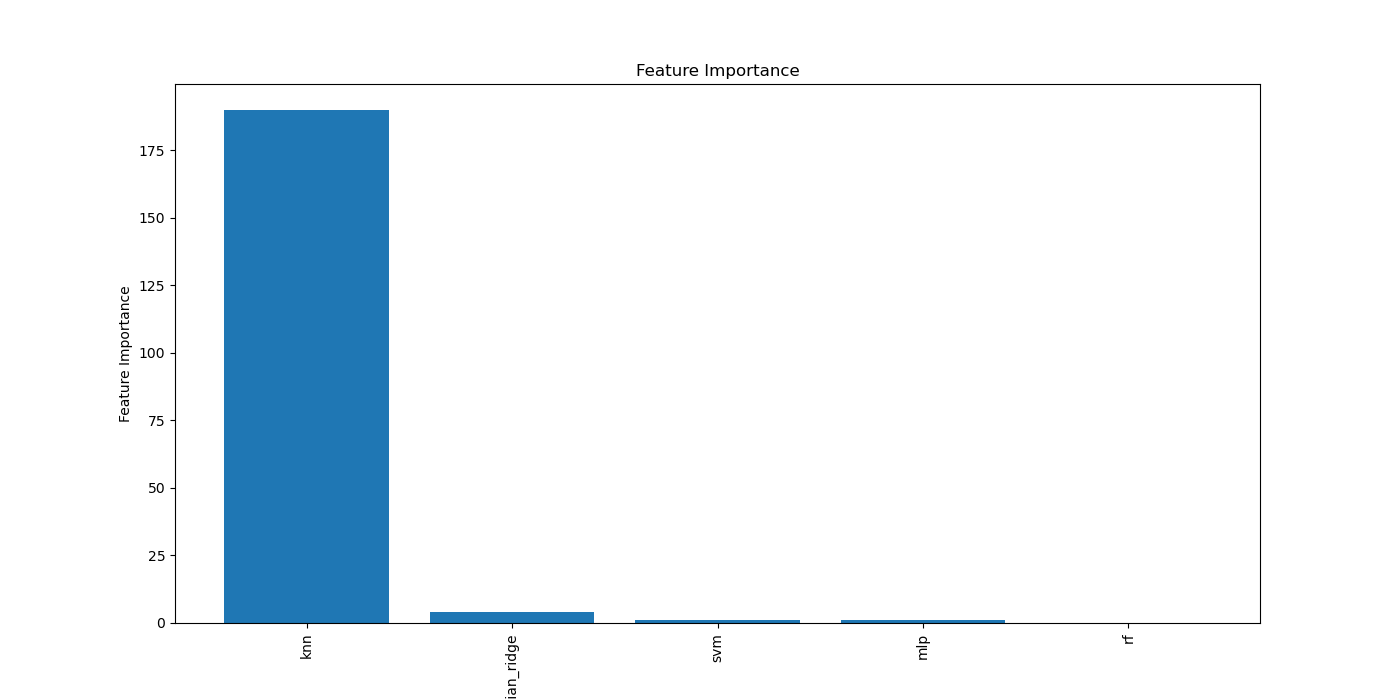 Feature Importance
Feature Importance
175
150
125
100
75
50
25
0
knn
ian_ridge
svm
mlp
rf